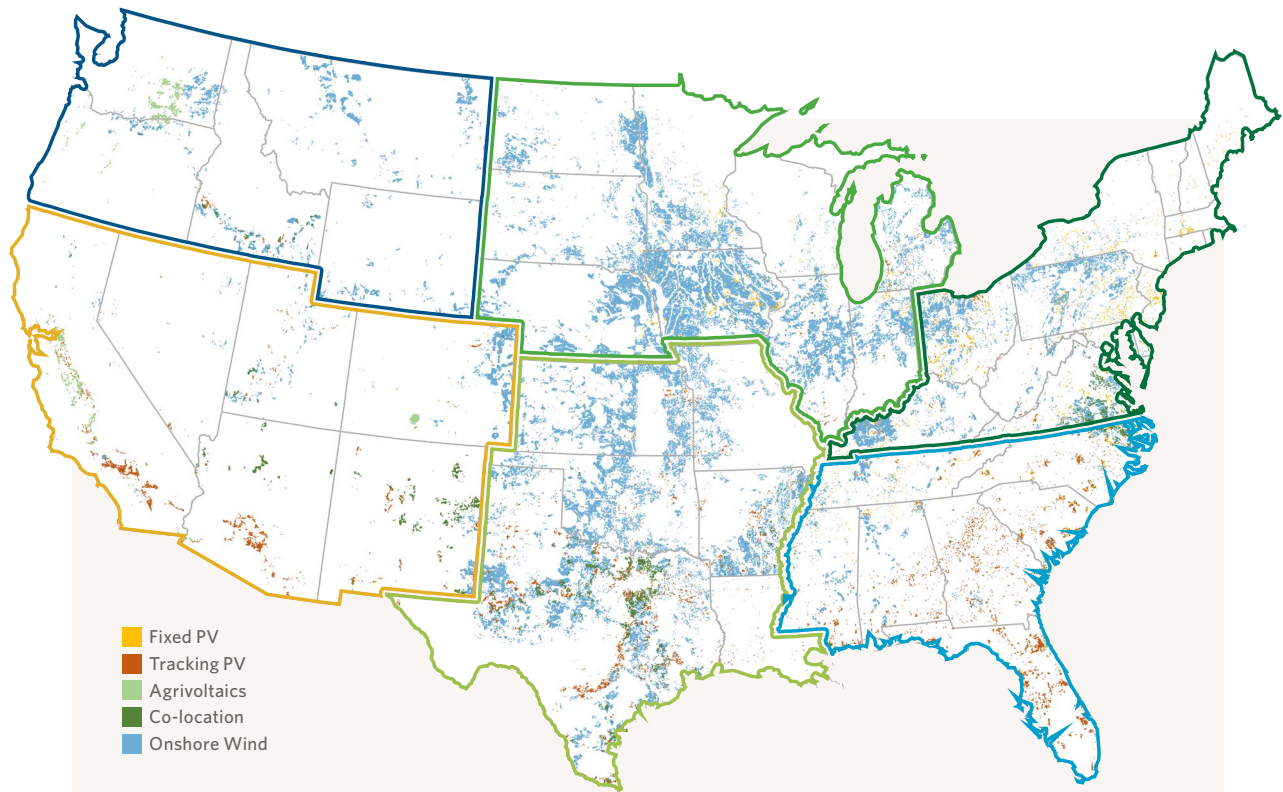 Fixed PV
Tracking PV
Agrivoltaics
Co-location
Onshore Wind